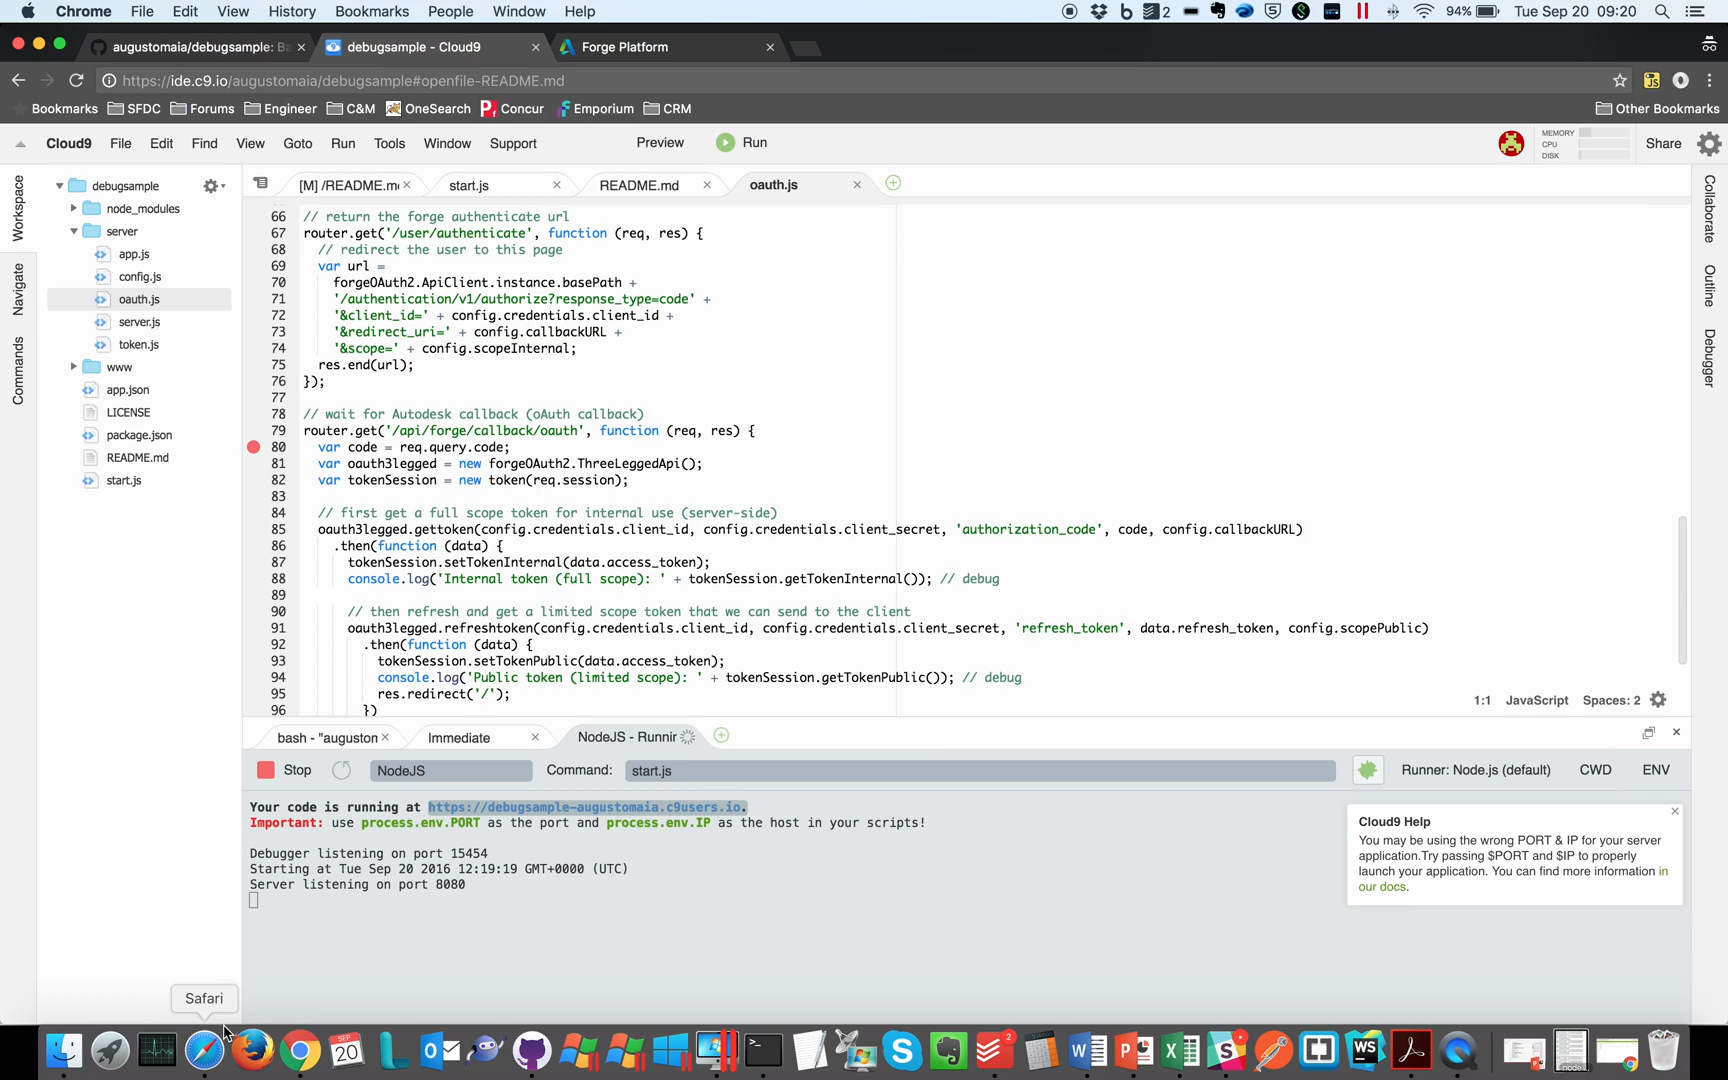 Chrome File Edit View History Bookmarks People Window Help
2 94% Tue Sep 20 09:20
augustomaia/debugsample: Ba × debugsample - Cloud9 × Forge Platform ×
https://ide.c9.io/augustomaia/debugsample#openfile-README.md
Bookmarks SFDC Forums Engineer C&M OneSearch Concur Emporium CRM Other Bookmarks
Cloud9 File Edit Find View Goto Run Tools Window Support Preview Run MEMORY CPU DISK Share
Workspace
Navigate
Commands
debugsample
node_modules
server
app.js
config.js
oauth.js
server.js
token.js
www
app.json
LICENSE
package.json
README.md
start.js
[M] /README.m × start.js × README.md × oauth.js ×
66 // return the forge authenticate url
67 router.get('/user/authenticate', function (req, res) {
68 // redirect the user to this page
69 var url =
70 forgeOAuth2.ApiClient.instance.basePath +
71 '/authentication/v1/authorize?response_type=code' +
72 '&client_id=' + config.credentials.client_id +
73 '&redirect_uri=' + config.callbackURL +
74 '&scope=' + config.scopeInternal;
75 res.end(url);
76 });
77
78 // wait for Autodesk callback (oAuth callback)
79 router.get('/api/forge/callback/oauth', function (req, res) {
80 var code = req.query.code;
81 var oauth3legged = new forgeOAuth2.ThreeLeggedApi();
82 var tokenSession = new token(req.session);
83
84 // first get a full scope token for internal use (server-side)
85 oauth3legged.gettoken(config.credentials.client_id, config.credentials.client_secret, 'authorization_code', code, config.callbackURL)
86 .then(function (data) {
87 tokenSession.setTokenInternal(data.access_token);
88 console.log('Internal token (full scope): ' + tokenSession.getTokenInternal()); // debug
89
90 // then refresh and get a limited scope token that we can send to the client
91 oauth3legged.refreshtoken(config.credentials.client_id, config.credentials.client_secret, 'refresh_token', data.refresh_token, config.scopePublic)
92 .then(function (data) {
93 tokenSession.setTokenPublic(data.access_token);
94 console.log('Public token (limited scope): ' + tokenSession.getTokenPublic()); // debug
95 res.redirect('/');
96 })
1:1 JavaScript Spaces: 2
Collaborate
Outline
Debugger
bash - "auguston × Immediate × NodeJS - Runnir
Stop NodeJS Command: start.js Runner: Node.js (default) CWD ENV
Your code is running at https://debugsample-augustomaia.c9users.io.
Important: use process.env.PORT as the port and process.env.IP as the host in your scripts!
Debugger listening on port 15454
Starting at Tue Sep 20 2016 12:19:19 GMT+0000 (UTC)
Server listening on port 8080
Cloud9 Help
You may be using the wrong PORT & IP for your server
application.Try passing $PORT and $IP to properly
launch your application. You can find more information in
our docs.
Safari
SEP
20
2
WS